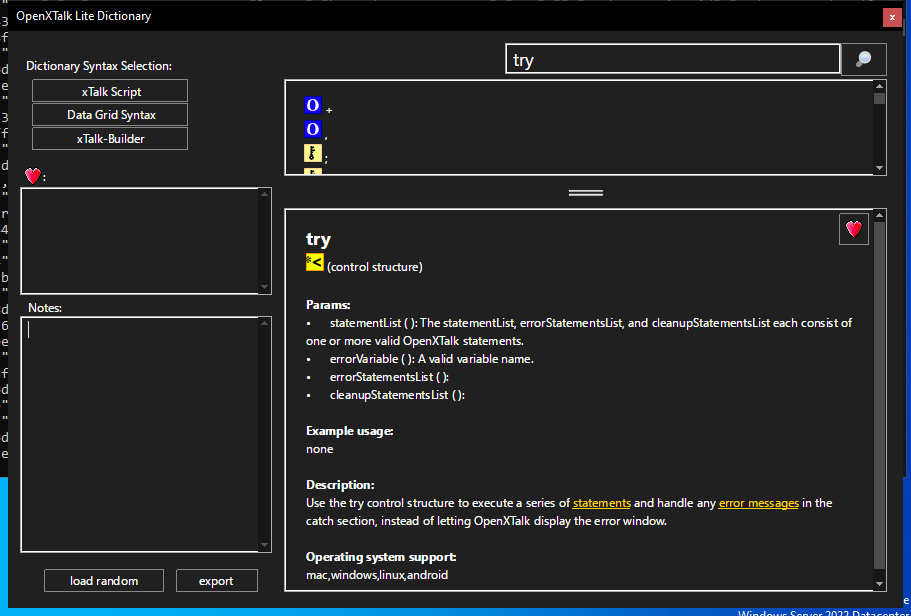 OpenXTalk Lite Dictionary
x
Dictionary Syntax Selection:
xTalk Script
Data Grid Syntax
xTalk-Builder
:
Notes:
load random
export
try
O +
O ,
;
try
*< (control structure)
Params:
• statementList ( ): The statementList, errorStatementsList, and cleanupStatementsList each consist of
one or more valid OpenXTalk statements.
• errorVariable ( ): A valid variable name.
• errorStatementsList ( ):
• cleanupStatementsList ( ):
Example usage:
none
Description:
Use the try control structure to execute a series of statements and handle any error messages in the
catch section, instead of letting OpenXTalk display the error window.
Operating system support:
mac,windows,linux,android
Windows Server 2022 Datacenter